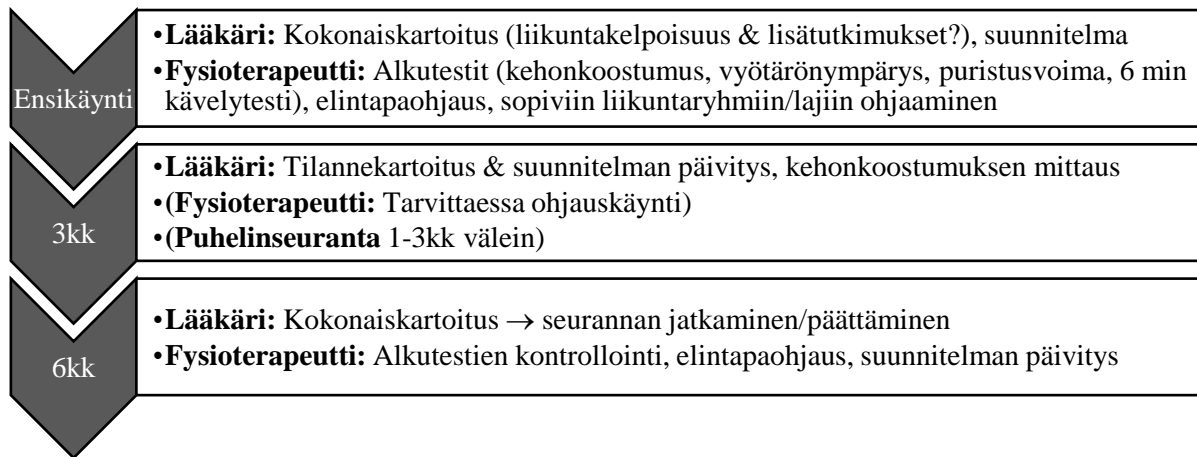 Ensikäynti
•Lääkäri: Kokonaiskartoitus (liikuntakelpoisuus & lisätutkimukset?), suunnitelma
•Fysioterapeutti: Alkutestit (kehonkoostumus, vyötärönympärys, puristusvoima, 6 min
kävelytesti), elintapaohjaus, sopiviin liikuntaryhmiin/lajiin ohjaaminen
3kk
•Lääkäri: Tilannekartoitus & suunnitelman päivitys, kehonkoostumuksen mittaus
•(Fysioterapeutti: Tarvittaessa ohjauskäynti)
•(Puhelinseuranta 1-3kk välein)
6kk
•Lääkäri: Kokonaiskartoitus → seurannan jatkaminen/päättäminen
•Fysioterapeutti: Alkutestien kontrollointi, elintapaohjaus, suunnitelman päivitys